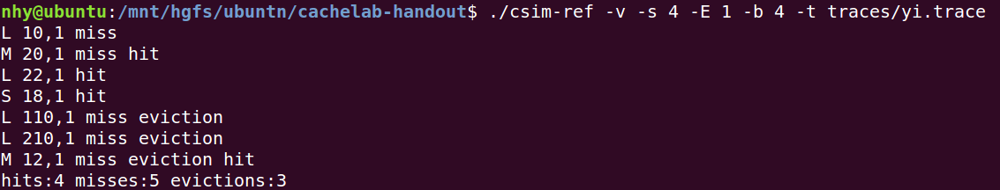 nhy@ubuntu:/mnt/hgfs/ubuntn/cachelab-handout$ ./csim-ref -v -s 4 -E 1 -b 4 -t traces/yi.trace
L 10,1 miss
M 20,1 miss hit
L 22,1 hit
S 18,1 hit
L 110,1 miss eviction
L 210,1 miss eviction
M 12,1 miss eviction hit
hits:4 misses:5 evictions:3